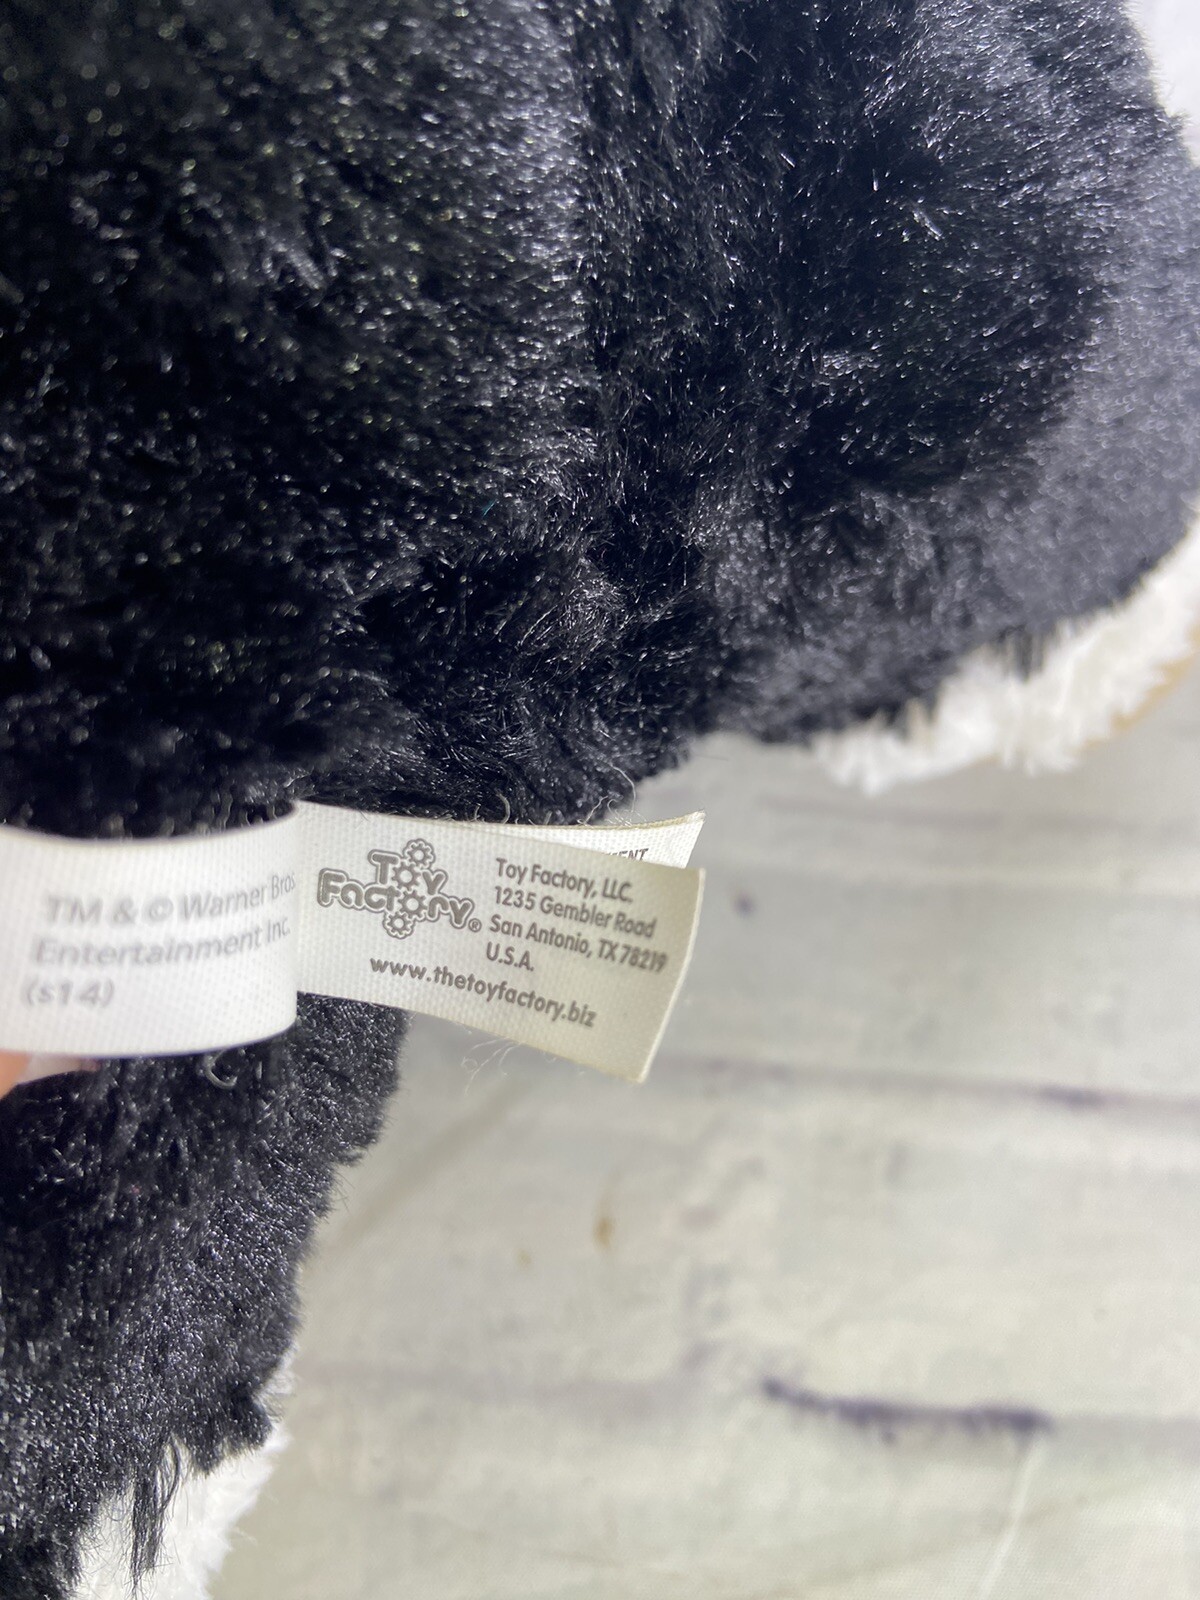 TM & © Warner Bros
Entertainment Inc.
(s14)
Toy
Factory®
Toy Factory, LLC.
1235 Gembler Road
San Antonio, TX 78219
U.S.A.
www.thetoyfactory.biz